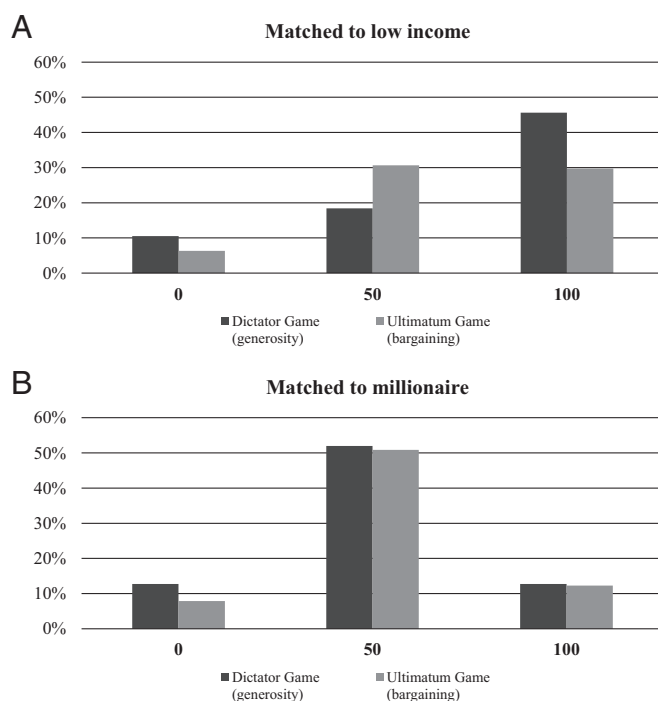 A
Matched to low income
60%
50%
40%
30%
20%
10%
0%
0 50 100
Dictator Game (generosity)
Ultimatum Game (bargaining)
B
Matched to millionaire
60%
50%
40%
30%
20%
10%
0%
0 50 100
Dictator Game (generosity)
Ultimatum Game (bargaining)